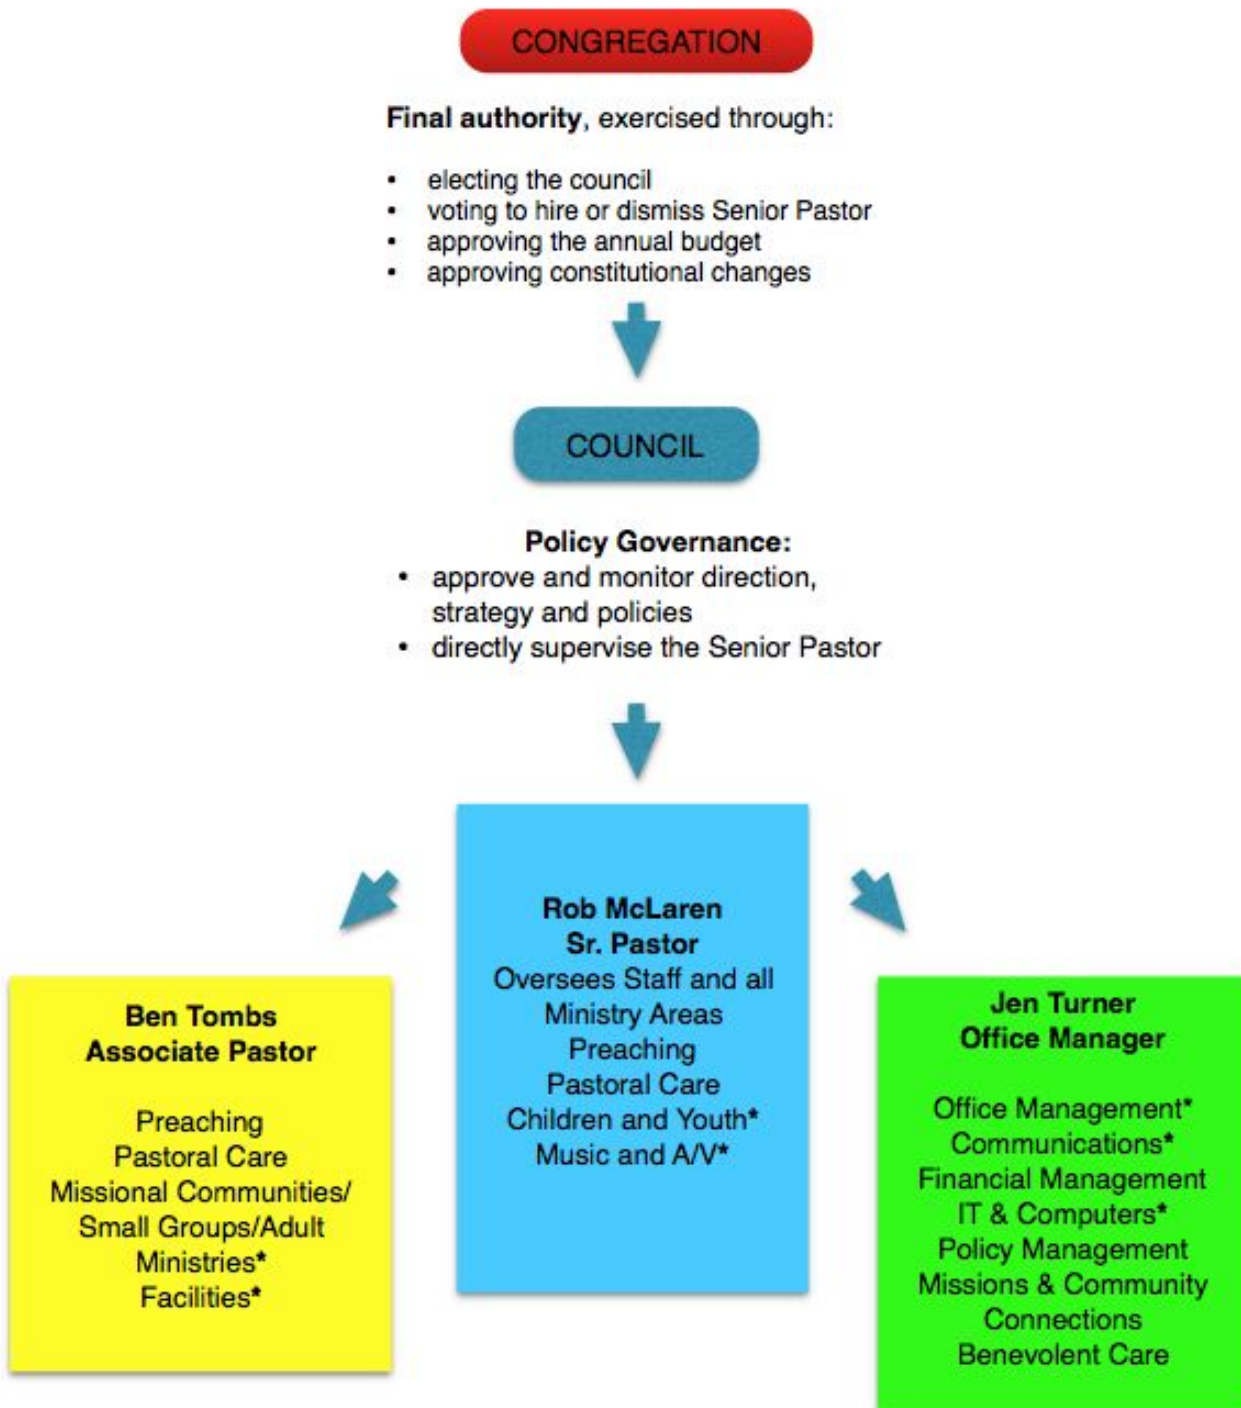 CONGREGATION
Final authority, exercised through:
• electing the council
• voting to hire or dismiss Senior Pastor
• approving the annual budget
• approving constitutional changes
COUNCIL
Policy Governance:
• approve and monitor direction,
strategy and policies
• directly supervise the Senior Pastor
Ben Tombs
Associate Pastor
Preaching
Pastoral Care
Missional Communities/
Small Groups/Adult
Ministries*
Facilities*
Rob McLaren
Sr. Pastor
Oversees Staff and all
Ministry Areas
Preaching
Pastoral Care
Children and Youth*
Music and A/V*
Jen Turner
Office Manager
Office Management*
Communications*
Financial Management
IT & Computers*
Policy Management
Missions & Community
Connections
Benevolent Care